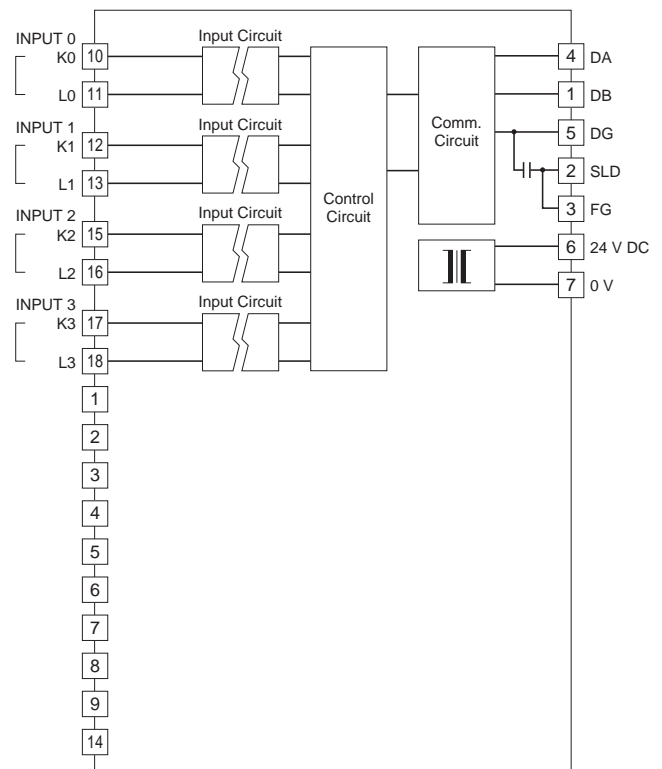 INPUT 0
Input Circuit
K0 10
4 DA
L0 11
1 DB
INPUT 1
Input Circuit
K1 12
Comm.
Circuit
5 DG
L1 13
2 SLD
Control
Circuit
INPUT 2
Input Circuit
3 FG
K2 15
6 24 V DC
L2 16
7 0 V
INPUT 3
Input Circuit
K3 17
L3 18
1
2
3
4
5
6
7
8
9
14